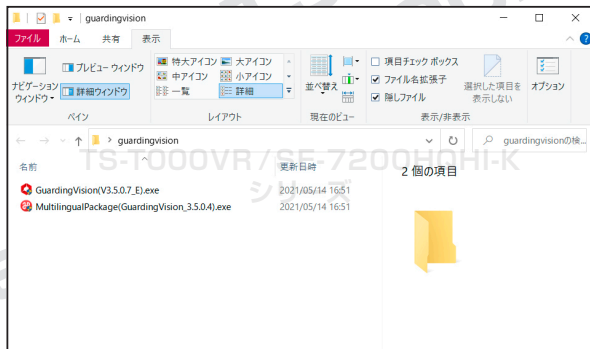 guardingvision
ファイル ホーム 共有 表示
ナビゲーション ウィンドウ
プレビュー ウィンドウ
詳細ウィンドウ
ペイン
特大アイコン 大アイコン
中アイコン 小アイコン
一覧 詳細
レイアウト
並べ替え
現在のビュー
項目チェック ボックス
ファイル名拡張子
隠しファイル
選択した項目を
表示しない
表示/非表示
オプション
guardingvision
guardingvisionの検...
TS-T000VR / SF-7200HQHI-K
シリーズ
名前 更新日時
GuardingVision(V3.5.0.7_E).exe 2021/05/14 16:51
MultilingualPackage(GuardingVision_3.5.0.4).exe 2021/05/14 16:51
2 個の項目